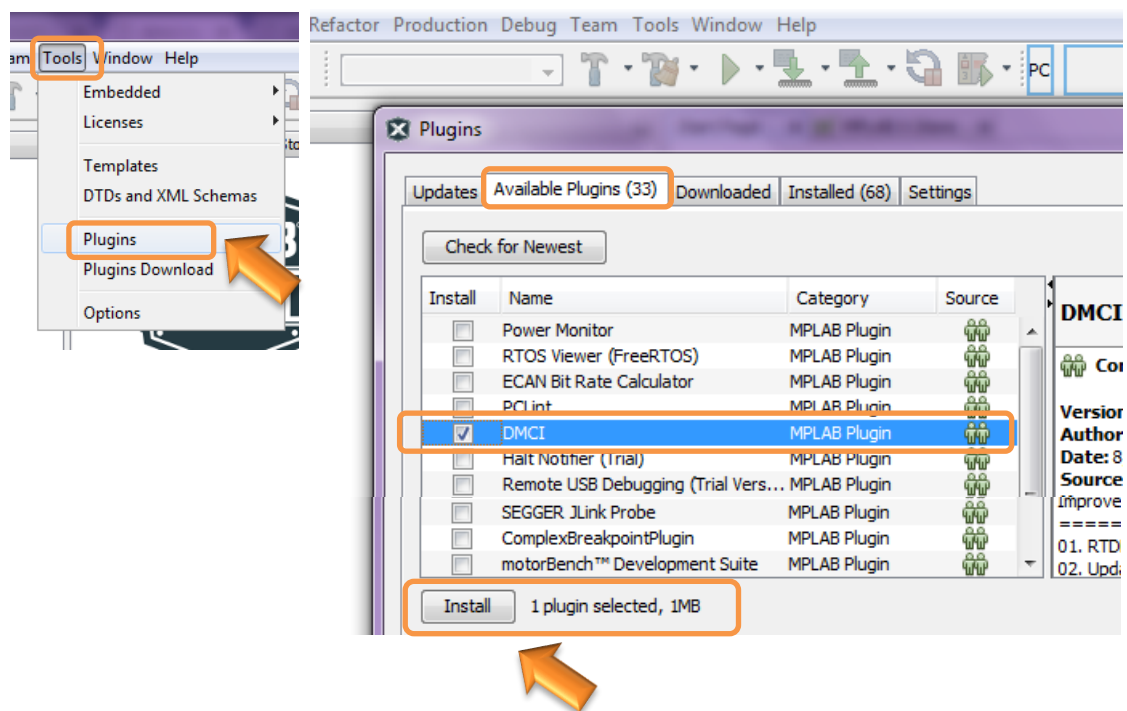 Refactor Production Debug Team Tools Window Help
Tools Window Help
Embedded
Licenses
Templates
DTDs and XML Schemas
Plugins
Plugins Download
Options
PC
Plugins
Updates Available Plugins (33) Downloaded Installed (68) Settings
Check for Newest
Install Name Category Source
Power Monitor MPLAB Plugin
RTOS Viewer (FreeRTOS) MPLAB Plugin
ECAN Bit Rate Calculator MPLAB Plugin
PCLint MPLAB Plugin
DMCI MPLAB Plugin
Halt Notifier (Trial) MPLAB Plugin
Remote USB Debugging (Trial Vers... MPLAB Plugin
SEGGER JLink Probe MPLAB Plugin
ComplexBreakpointPlugin MPLAB Plugin
motorBench™ Development Suite MPLAB Plugin
DMCI
Version
Author
Date: 8
Source
Improve
=====
01. RTD
02. Upd
Install 1 plugin selected, 1MB